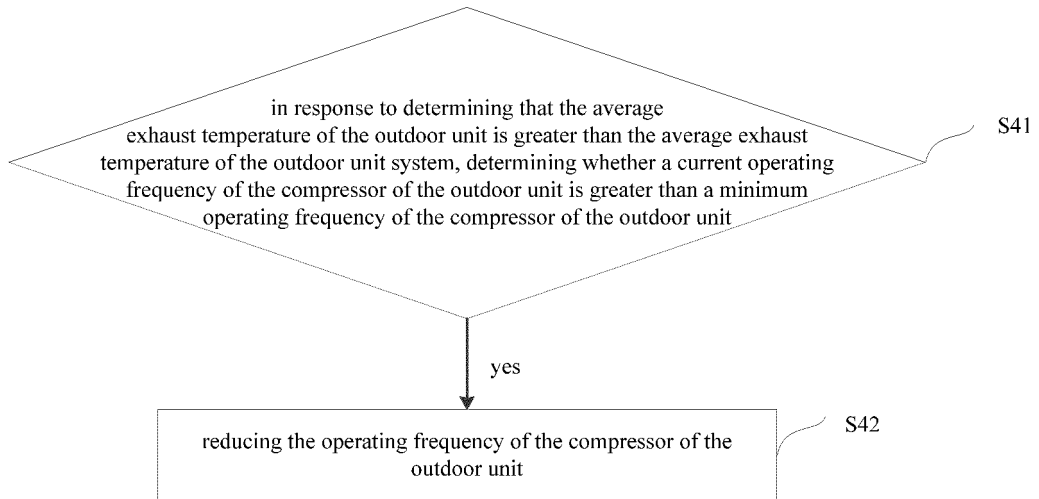 in response to determining that the average
exhaust temperature of the outdoor unit is greater than the average exhaust
temperature of the outdoor unit system, determining whether a current operating
frequency of the compressor of the outdoor unit is greater than a minimum
operating frequency of the compressor of the outdoor unit
S41
yes
reducing the operating frequency of the compressor of the
outdoor unit
S42